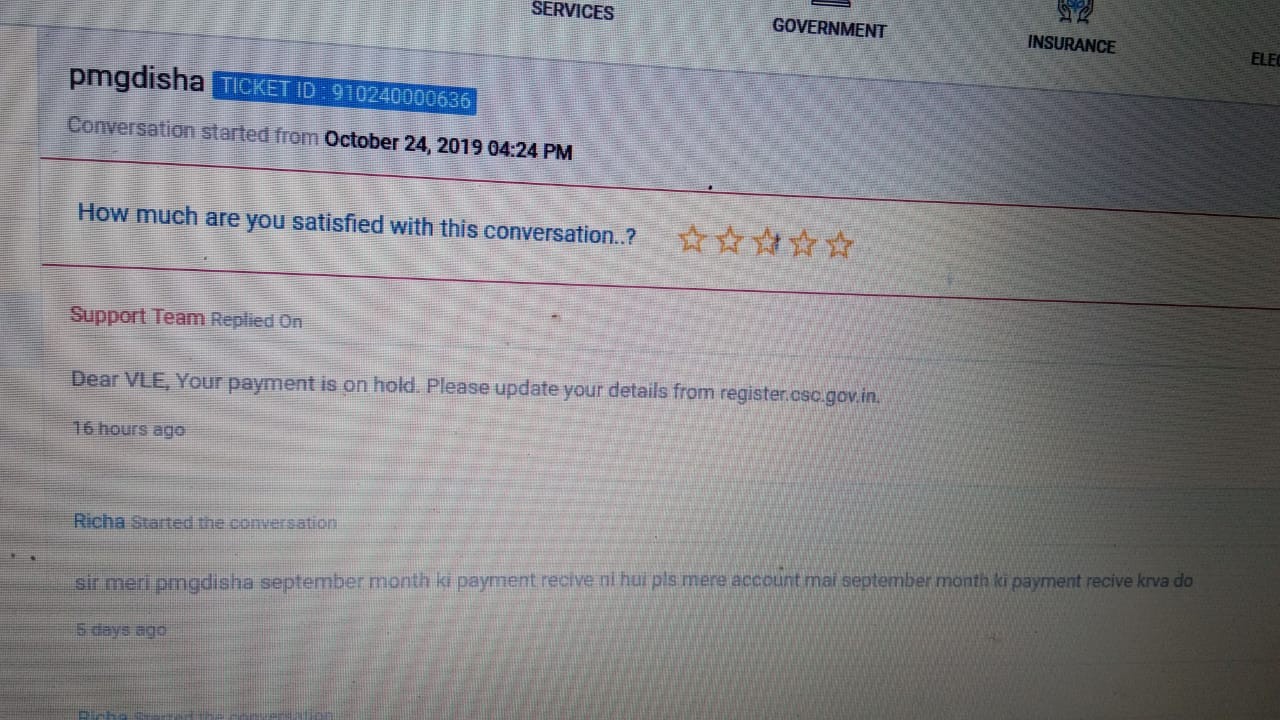 SERVICES
GOVERNMENT
INSURANCE
ELEC
pmgdisha TICKET ID : 910240000636
Conversation started from October 24, 2019 04:24 PM
How much are you satisfied with this conversation..?
Support Team Replied On
Dear VLE, Your payment is on hold. Please update your details from register.csc.gov.in.
16 hours ago
Richa Started the conversation
sir meri pmgdisha september month ki payment recive ni hui pls mere account mai september month ki payment recive krva do
5 days ago
Richa Started the conversation